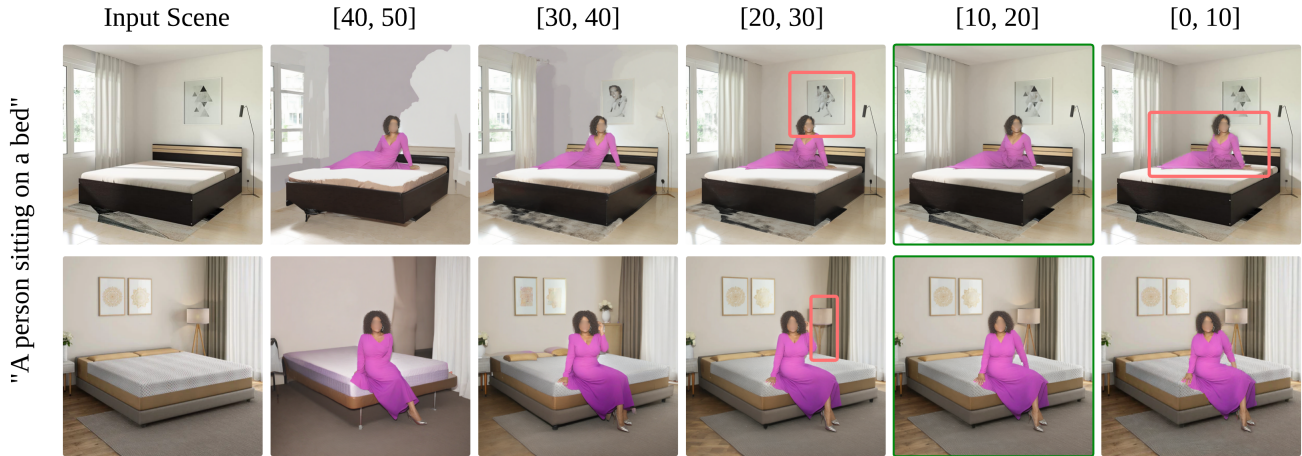 Input Scene
[40, 50]
[30, 40]
[20, 30]
[10, 20]
[0, 10]
"A person sitting on a bed"